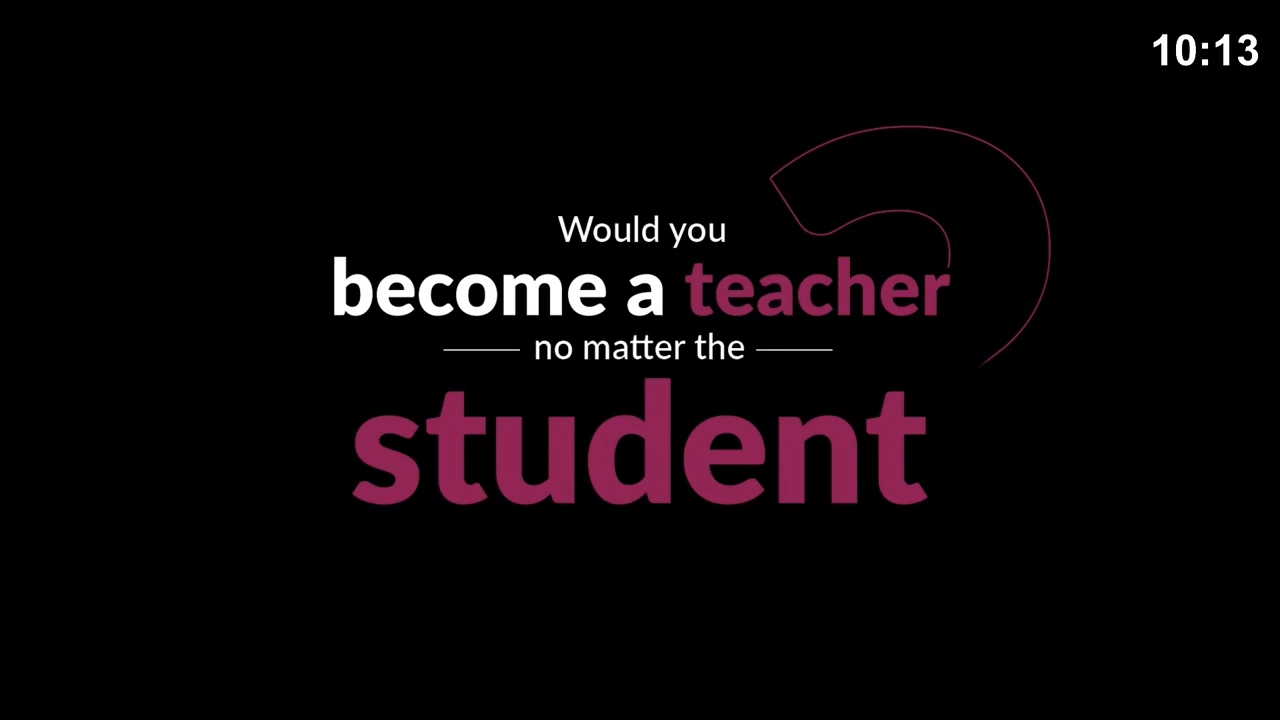 10:13
Would you
become a teacher
no matter the
student